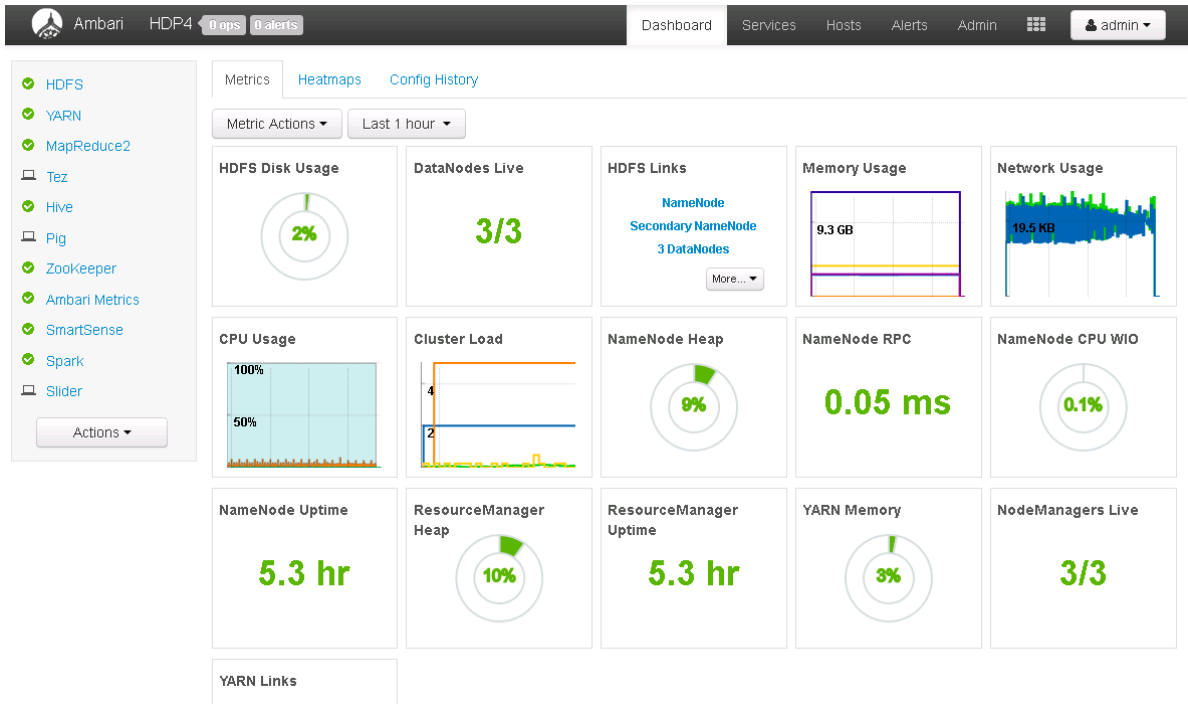 Ambari HDP4 0 ops 0 alerts Dashboard Services Hosts Alerts Admin admin
HDFS
YARN
MapReduce2
Tez
Hive
Pig
ZooKeeper
Ambari Metrics
SmartSense
Spark
Slider
Actions
Metrics Heatmaps Config History
Metric Actions Last 1 hour
HDFS Disk Usage
2%
DataNodes Live
3/3
HDFS Links
NameNode
Secondary NameNode
3 DataNodes
More...
Memory Usage
9.3 GB
Network Usage
19.5 KB
CPU Usage
100%
50%
Cluster Load
4
2
NameNode Heap
9%
NameNode RPC
0.05 ms
NameNode CPU WIO
0.1%
NameNode Uptime
5.3 hr
ResourceManager
Heap
10%
ResourceManager
Uptime
5.3 hr
YARN Memory
3%
NodeManagers Live
3/3
YARN Links